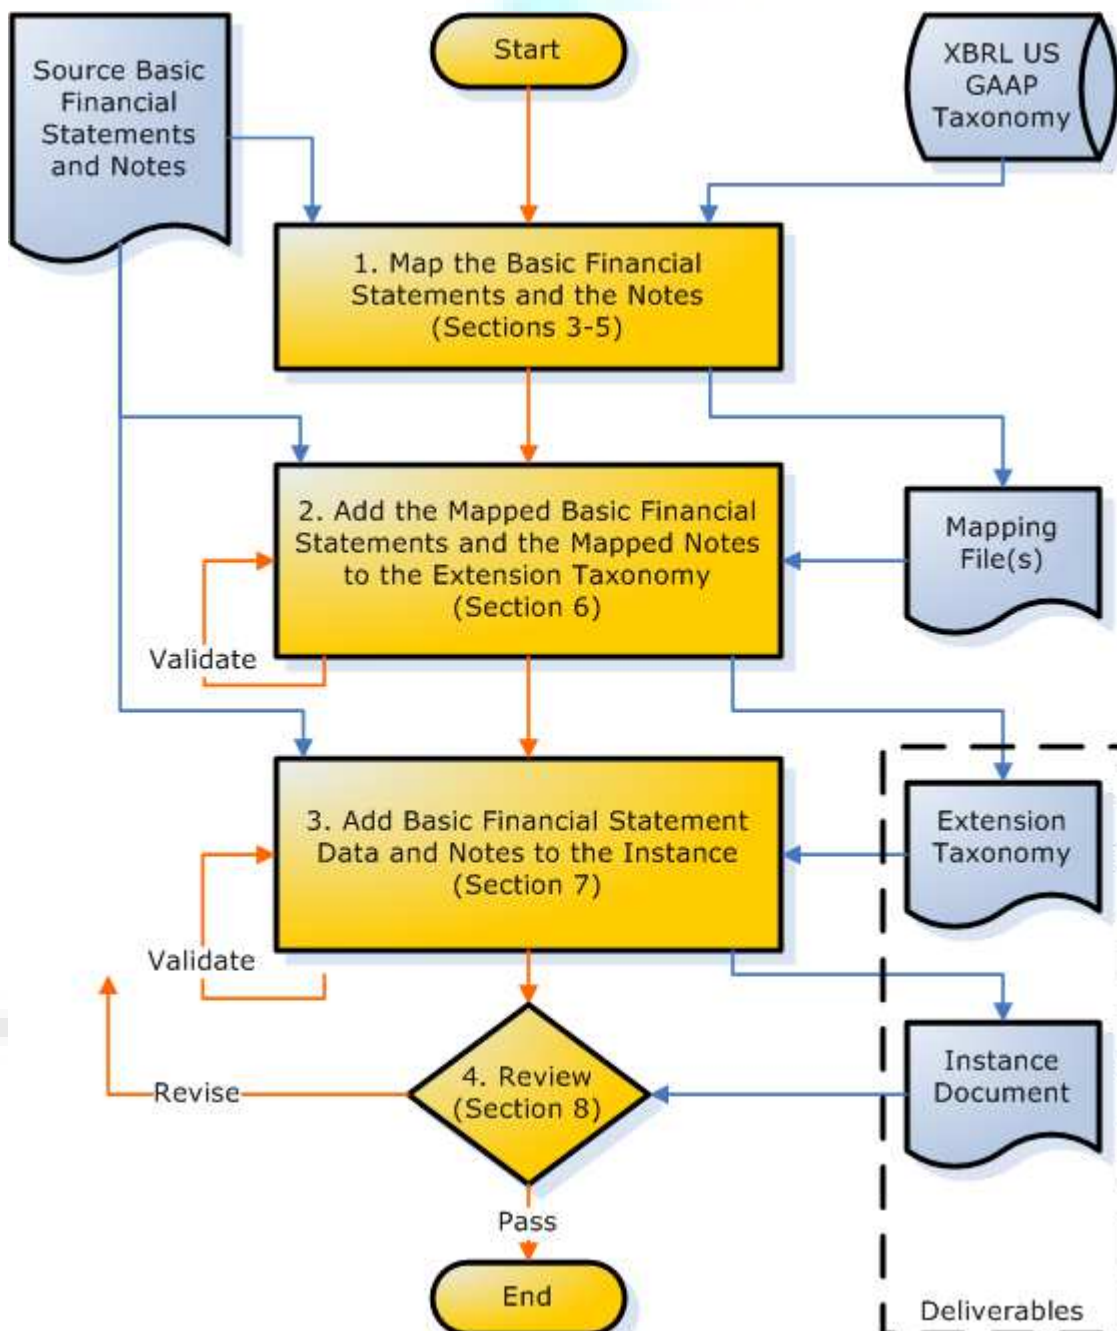 Source Basic
Financial
Statements
and Notes
Start
XBRL US
GAAP
Taxonomy
1. Map the Basic Financial
Statements and the Notes
(Sections 3-5)
2. Add the Mapped Basic Financial
Statements and the Mapped Notes
to the Extension Taxonomy
(Section 6)
Mapping
File(s)
Validate
3. Add Basic Financial Statement
Data and Notes to the Instance
(Section 7)
Extension
Taxonomy
Validate
4. Review
(Section 8)
Revise
Instance
Document
Pass
End
Deliverables